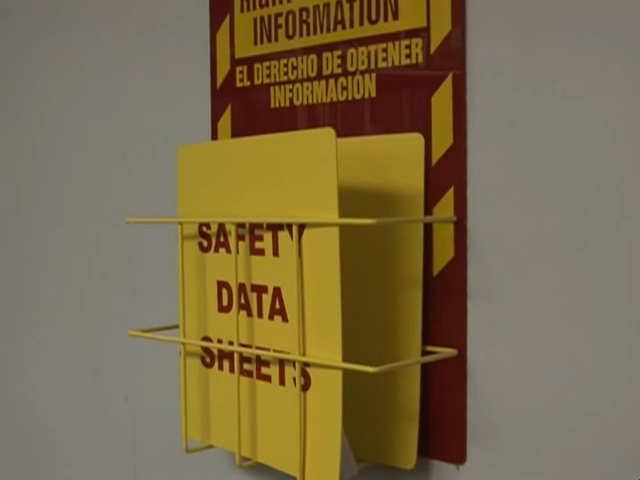 INFORMATION
EL DERECHO DE OBTENER
INFORMACIÓN
SAFETY
DATA
SHEETS